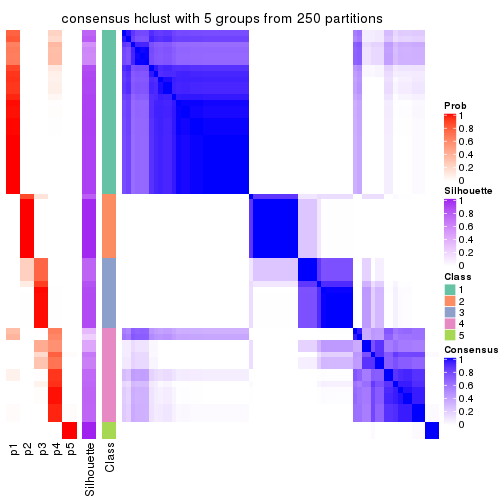 consensus hclust with 5 groups from 250 partitions
Prob
1
0.8
0.6
0.4
0.2
0
Silhouette
1
0.8
0.6
0.4
0.2
0
Class
1
2
3
4
5
Consensus
1
0.8
0.6
0.4
0.2
0
p1
p2
p3
p4
p5
Silhouette
Class